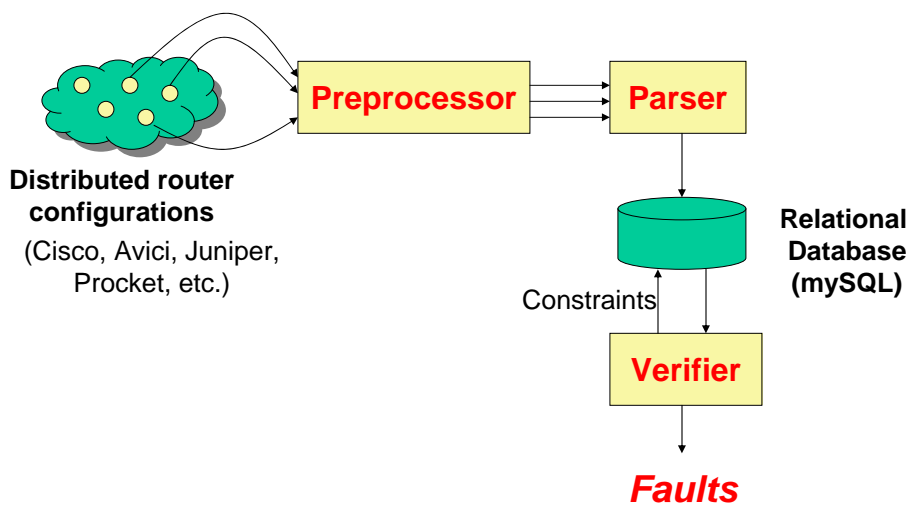 Preprocessor
Parser
Distributed router
configurations
(Cisco, Avici, Juniper,
Procket, etc.)
Relational
Database
(mySQL)
Constraints
Verifier
Faults